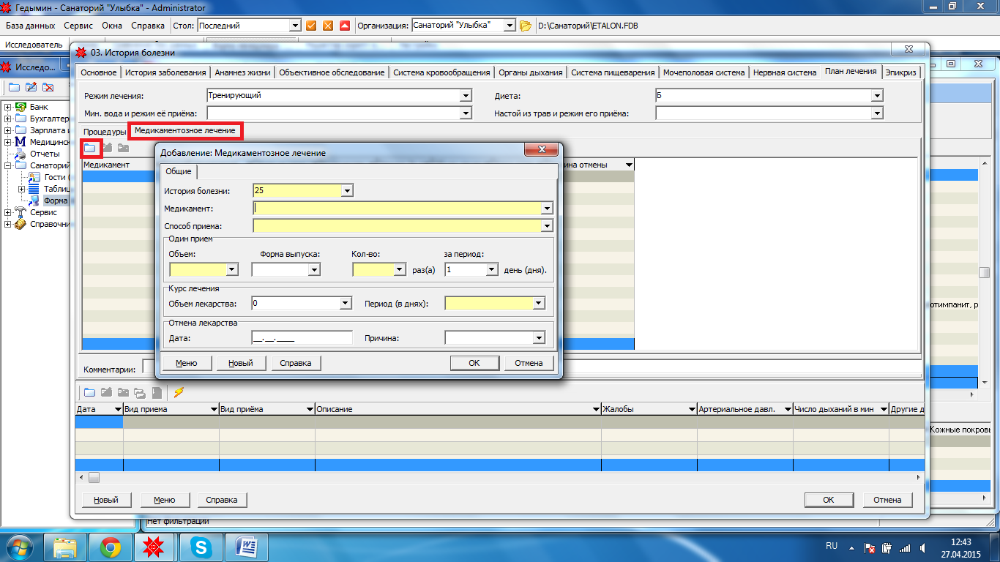 Гедымин - Санаторий "Улыбка" - Administrator
База данных Сервис Окна Справка Стол: Последний Организация: Санаторий "Улыбка" D:\Санаторий\ETALON.FDB
Исследователь
Исследо...
03. История болезни
Основное История заболевания Анамнез жизни Объективное обследование Система кровообращения Органы дыхания Система пищеварения Мочеполовая система Нервная система План лечения Эпикриз
Режим лечения: Тренирующий Диета: Б
Мин. вода и режим её приёма: Настой из трав и режим его приёма:
Процедуры Медикаментозное лечение
Банк
Бухгалтер
Зарплата и
Медицинск
Отчеты
Санаторий
Гости (
Таблиц
Форма
Сервис
Справочни
Медикамент
ина отмены
Добавление: Медикаментозное лечение
Общие
История болезни: 25
Медикамент:
Способ приема:
Один прием
Объем: Форма выпуска: Кол-во: за период:
раз(а) 1 день (дня).
Курс лечения
Объем лекарства: 0 Период (в днях):
Отмена лекарства
Дата: __.__.____ Причина:
Меню Новый Справка OK Отмена
отимпанит, р
Комментарии:
Дата Вид приема Вид приёма Описание Жалобы Артериальное давл. Число дыханий в мин Другие д
Кожные покровы
Новый Меню Справка OK Отмена
Нет фильтрации
RU 12:43
27.04.2015